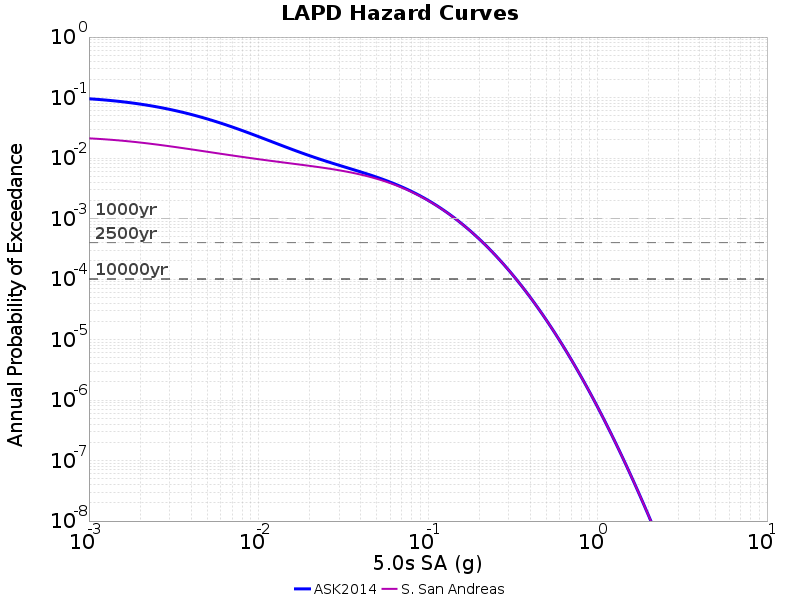 LAPD Hazard Curves
Annual Probability of Exceedance
10^0
10^-1
10^-2
10^-3
10^-4
10^-5
10^-6
10^-7
10^-8
1000yr
2500yr
10000yr
10^-3 10^-2 10^-1 10^0 10^1
5.0s SA (g)
ASK2014 S. San Andreas